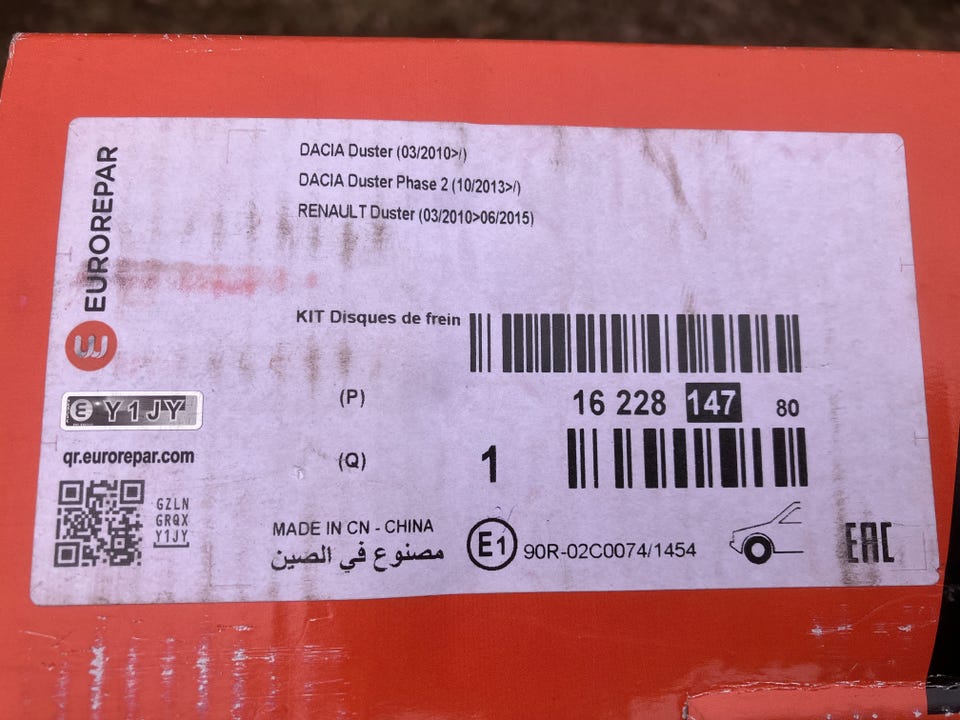 DACIA Duster (03/2010>/)
DACIA Duster Phase 2 (10/2013>/)
RENAULT Duster (03/2010>06/2015)
EUROREPAR
KIT Disques de frein
(P)
16 228 147 80
Y1JY
qr.eurorepar.com
(Q)
1
GZLN
GRQX
Y1JY
MADE IN CN - CHINA
مصنوع في الصين
E1
90R-02C0074/1454
EAC